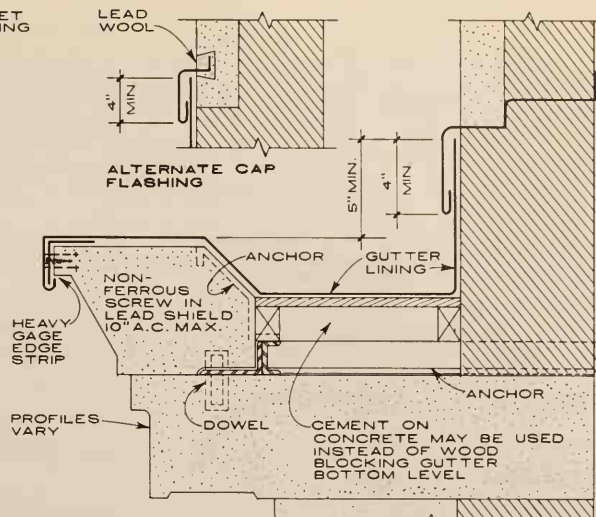 LEAD
WOOL
4"
MIN
ALTERNATE CAP
FLASHING
5" MIN.
4"
MIN.
ANCHOR
GUTTER
LINING
NON-
FERROUS
SCREW IN
LEAD SHIELD
10" A.C. MAX.
HEAVY
GAGE
EDGE
STRIP
PROFILES
VARY
DOWEL
ANCHOR
CEMENT ON
CONCRETE MAY BE USED
INSTEAD OF WOOD
BLOCKING GUTTER
BOTTOM LEVEL